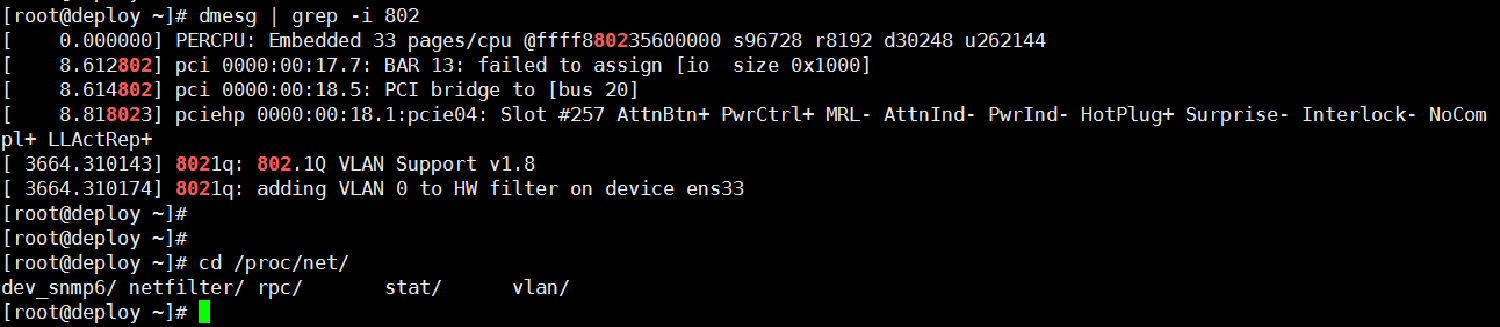 [root@deploy ~]# dmesg | grep -i 802
[    0.000000] PERCPU: Embedded 33 pages/cpu @ffff880235600000 s96728 r8192 d30248 u262144
[    8.612802] pci 0000:00:17.7: BAR 13: failed to assign [io  size 0x1000]
[    8.614802] pci 0000:00:18.5: PCI bridge to [bus 20]
[    8.818023] pciehp 0000:00:18.1:pcie04: Slot #257 AttnBtn+ PwrCtrl+ MRL- AttnInd- PwrInd- HotPlug+ Surprise- Interlock- NoCom
pl+ LLActRep+
[ 3664.310143] 8021q: 802.1Q VLAN Support v1.8
[ 3664.310174] 8021q: adding VLAN 0 to HW filter on device ens33
[root@deploy ~]#
[root@deploy ~]#
[root@deploy ~]# cd /proc/net/
dev_snmp6/ netfilter/ rpc/       stat/      vlan/
[root@deploy ~]#